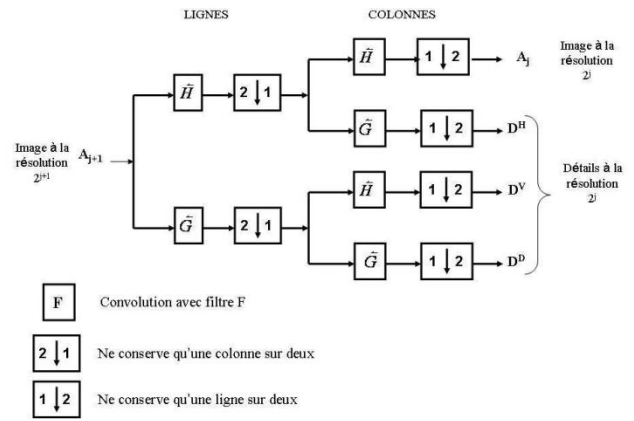 LIGNES
COLONNES
H̃
2 ↓ 1
H̃
1 ↓ 2
A_j
Image à la
résolution
2^j
G̃
1 ↓ 2
D^H
Image à la
résolution
2^{j+1}
A_{j+1}
Détails à la
résolution
2^j
G̃
2 ↓ 1
H̃
1 ↓ 2
D^V
G̃
1 ↓ 2
D^D
F
Convolution avec filtre F
2 ↓ 1
Ne conserve qu'une colonne sur deux
1 ↓ 2
Ne conserve qu'une ligne sur deux